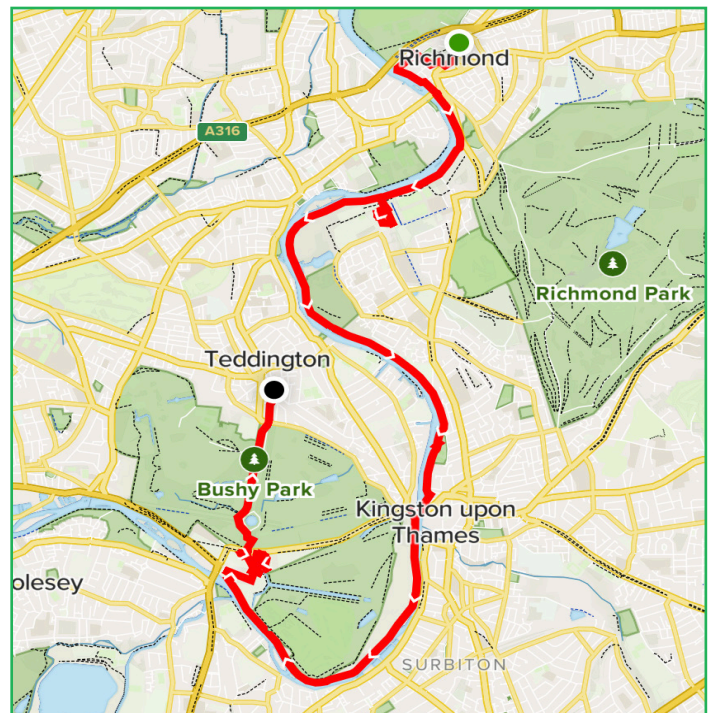 Richmond
A316
Richmond Park
Teddington
Bushy Park
Kingston upon
Thames
olesey
SURBITON